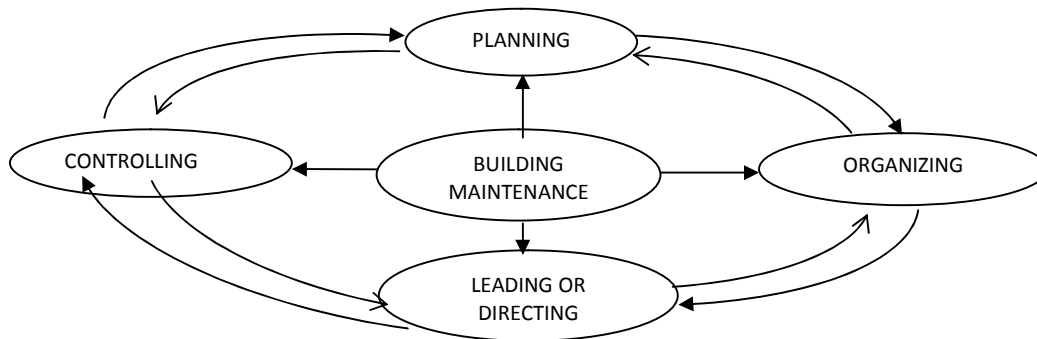 PLANNING
CONTROLLING
BUILDING
MAINTENANCE
ORGANIZING
LEADING OR
DIRECTING